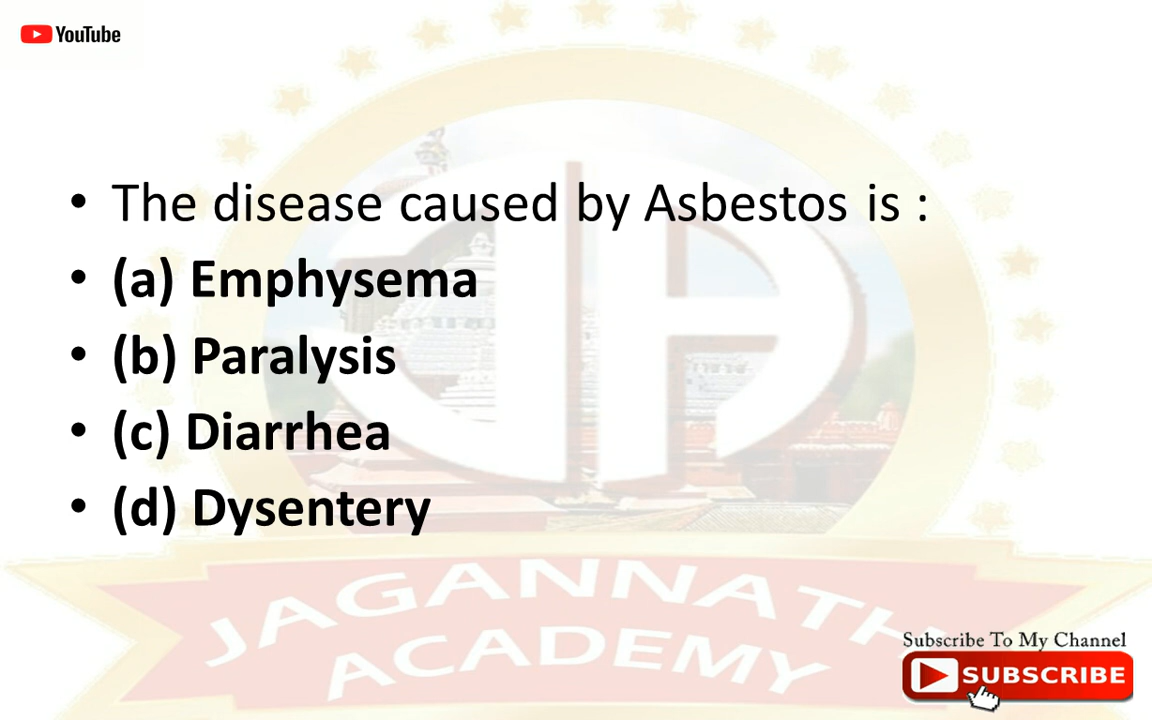 YouTube
• The disease caused by Asbestos is :
• (a) Emphysema
• (b) Paralysis
• (c) Diarrhea
• (d) Dysentery
JAGANNATH
ACADEMY
Subscribe To My Channel
SUBSCRIBE